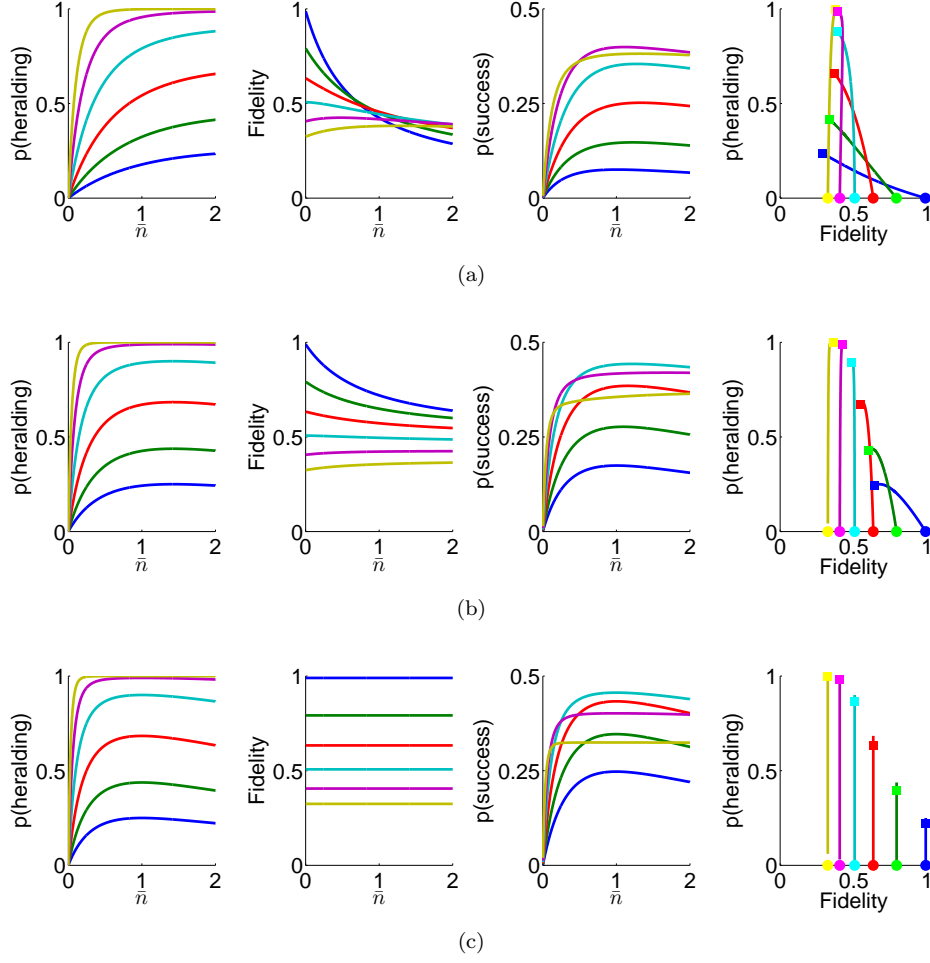 p(heralding)
1
0.5
0
0 1 2
n̄
Fidelity
1
0.5
0
0 1 2
n̄
p(success)
0.5
0.25
0
0 1 2
n̄
p(heralding)
1
0.5
0
0 0.5 1
Fidelity
(a)
p(heralding)
1
0.5
0
0 1 2
n̄
Fidelity
1
0.5
0
0 1 2
n̄
p(success)
0.5
0.25
0
0 1 2
n̄
p(heralding)
1
0.5
0
0 0.5 1
Fidelity
(b)
p(heralding)
1
0.5
0
0 1 2
n̄
Fidelity
1
0.5
0
0 1 2
n̄
p(success)
0.5
0.25
0
0 1 2
n̄
p(heralding)
1
0.5
0
0 0.5 1
Fidelity
(c)